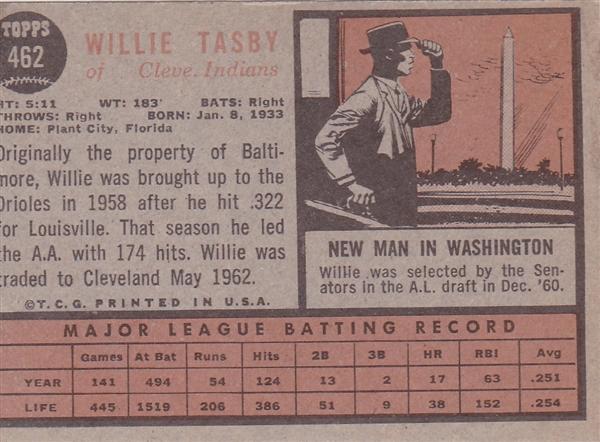 TOPPS
462
WILLIE TASBY
of Cleve. Indians
HT: 5:11 WT: 183' BATS: Right
THROWS: Right BORN: Jan. 8, 1933
HOME: Plant City, Florida
Originally the property of Balti-
more, Willie was brought up to the
Orioles in 1958 after he hit .322
for Louisville. That season he led
the A.A. with 174 hits. Willie was
traded to Cleveland May 1962.
©T.C.G. PRINTED IN U.S.A.
NEW MAN IN WASHINGTON
Willie was selected by the Sen-
ators in the A.L. draft in Dec. '60.
MAJOR LEAGUE BATTING RECORD
Games At Bat Runs Hits 2B 3B HR RBI Avg
YEAR 141 494 54 124 13 2 17 63 .251
LIFE 445 1519 206 386 51 9 38 152 .254